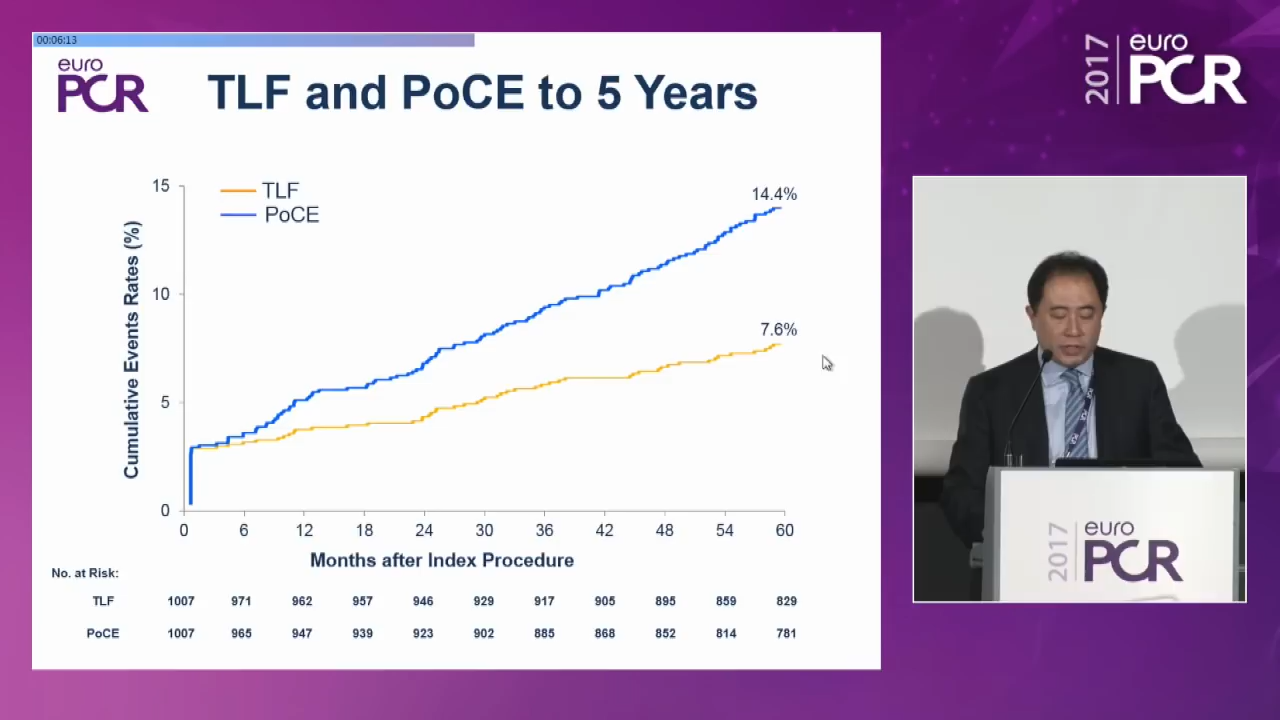 00:06:13
euro
PCR
TLF and PoCE to 5 Years
2017
euro
PCR
TLF
PoCE
14.4%
7.6%
Cumulative Events Rates (%)
15
10
5
0
0 6 12 18 24 30 36 42 48 54 60
Months after Index Procedure
No. at Risk:
TLF 1007 971 962 957 946 929 917 905 895 859 829
PoCE 1007 965 947 939 923 902 885 868 852 814 781
2017
euro
PCR